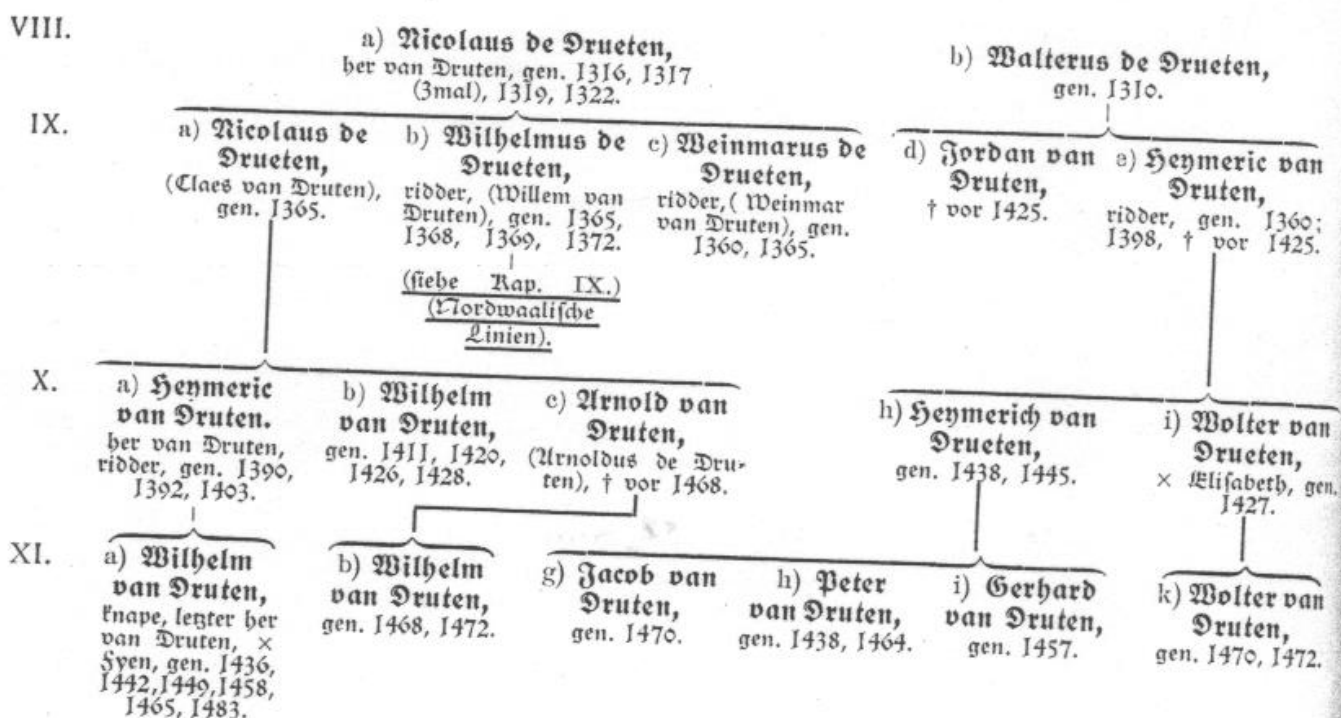 VIII.
a) Nicolaus de Drueten,
her van Druten, gen. 1316, 1317
(3mal), 1319, 1322.
b) Walterus de Drueten,
gen. 1310.
IX.
a) Nicolaus de
Drueten,
(Claes van Druten),
gen. 1365.
b) Wilhelmus de
Drueten,
ridder, (Willem van
Druten), gen. 1365,
1368, 1369, 1372.
(siehe Kap. IX.)
(Nordwaalische
Linien).
c) Weinmarus de
Drueten,
ridder, ( Weinmar
van Druten), gen.
1360, 1365.
d) Jordan van
Druten,
† vor 1425.
e) Heymeric van
Druten,
ridder, gen. 1360;
1398, † vor 1425.
X.
a) Heymeric
van Druten.
her van Druten,
ridder, gen. 1390,
1392, 1403.
b) Wilhelm
van Druten,
gen. 1411, 1420,
1426, 1428.
c) Arnold van
Druten,
(Arnoldus de Dru-
ten), † vor 1468.
h) Heymerich van
Drueten,
gen. 1438, 1445.
i) Wolter van
Drueten,
× Elisabeth, gen.
1427.
XI.
a) Wilhelm
van Druten,
knape, letzter her
van Druten, ×
Fyen, gen. 1436,
1442,1449,1458,
1465, 1483.
b) Wilhelm
van Druten,
gen. 1468, 1472.
g) Jacob van
Druten,
gen. 1470.
h) Peter
van Druten,
gen. 1438, 1464.
i) Gerhard
van Druten,
gen. 1457.
k) Wolter van
Druten,
gen. 1470, 1472.